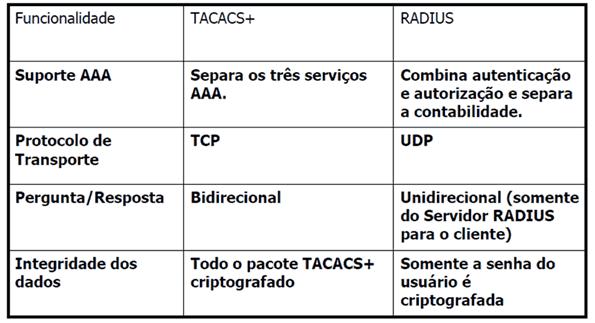 Funcionalidade TACACS+ RADIUS
Suporte AAA Separa os três serviços AAA. Combina autenticação e autorização e separa a contabilidade.
Protocolo de Transporte TCP UDP
Pergunta/Resposta Bidirecional Unidirecional (somente do Servidor RADIUS para o cliente)
Integridade dos dados Todo o pacote TACACS+ criptografado Somente a senha do usuário é criptografada